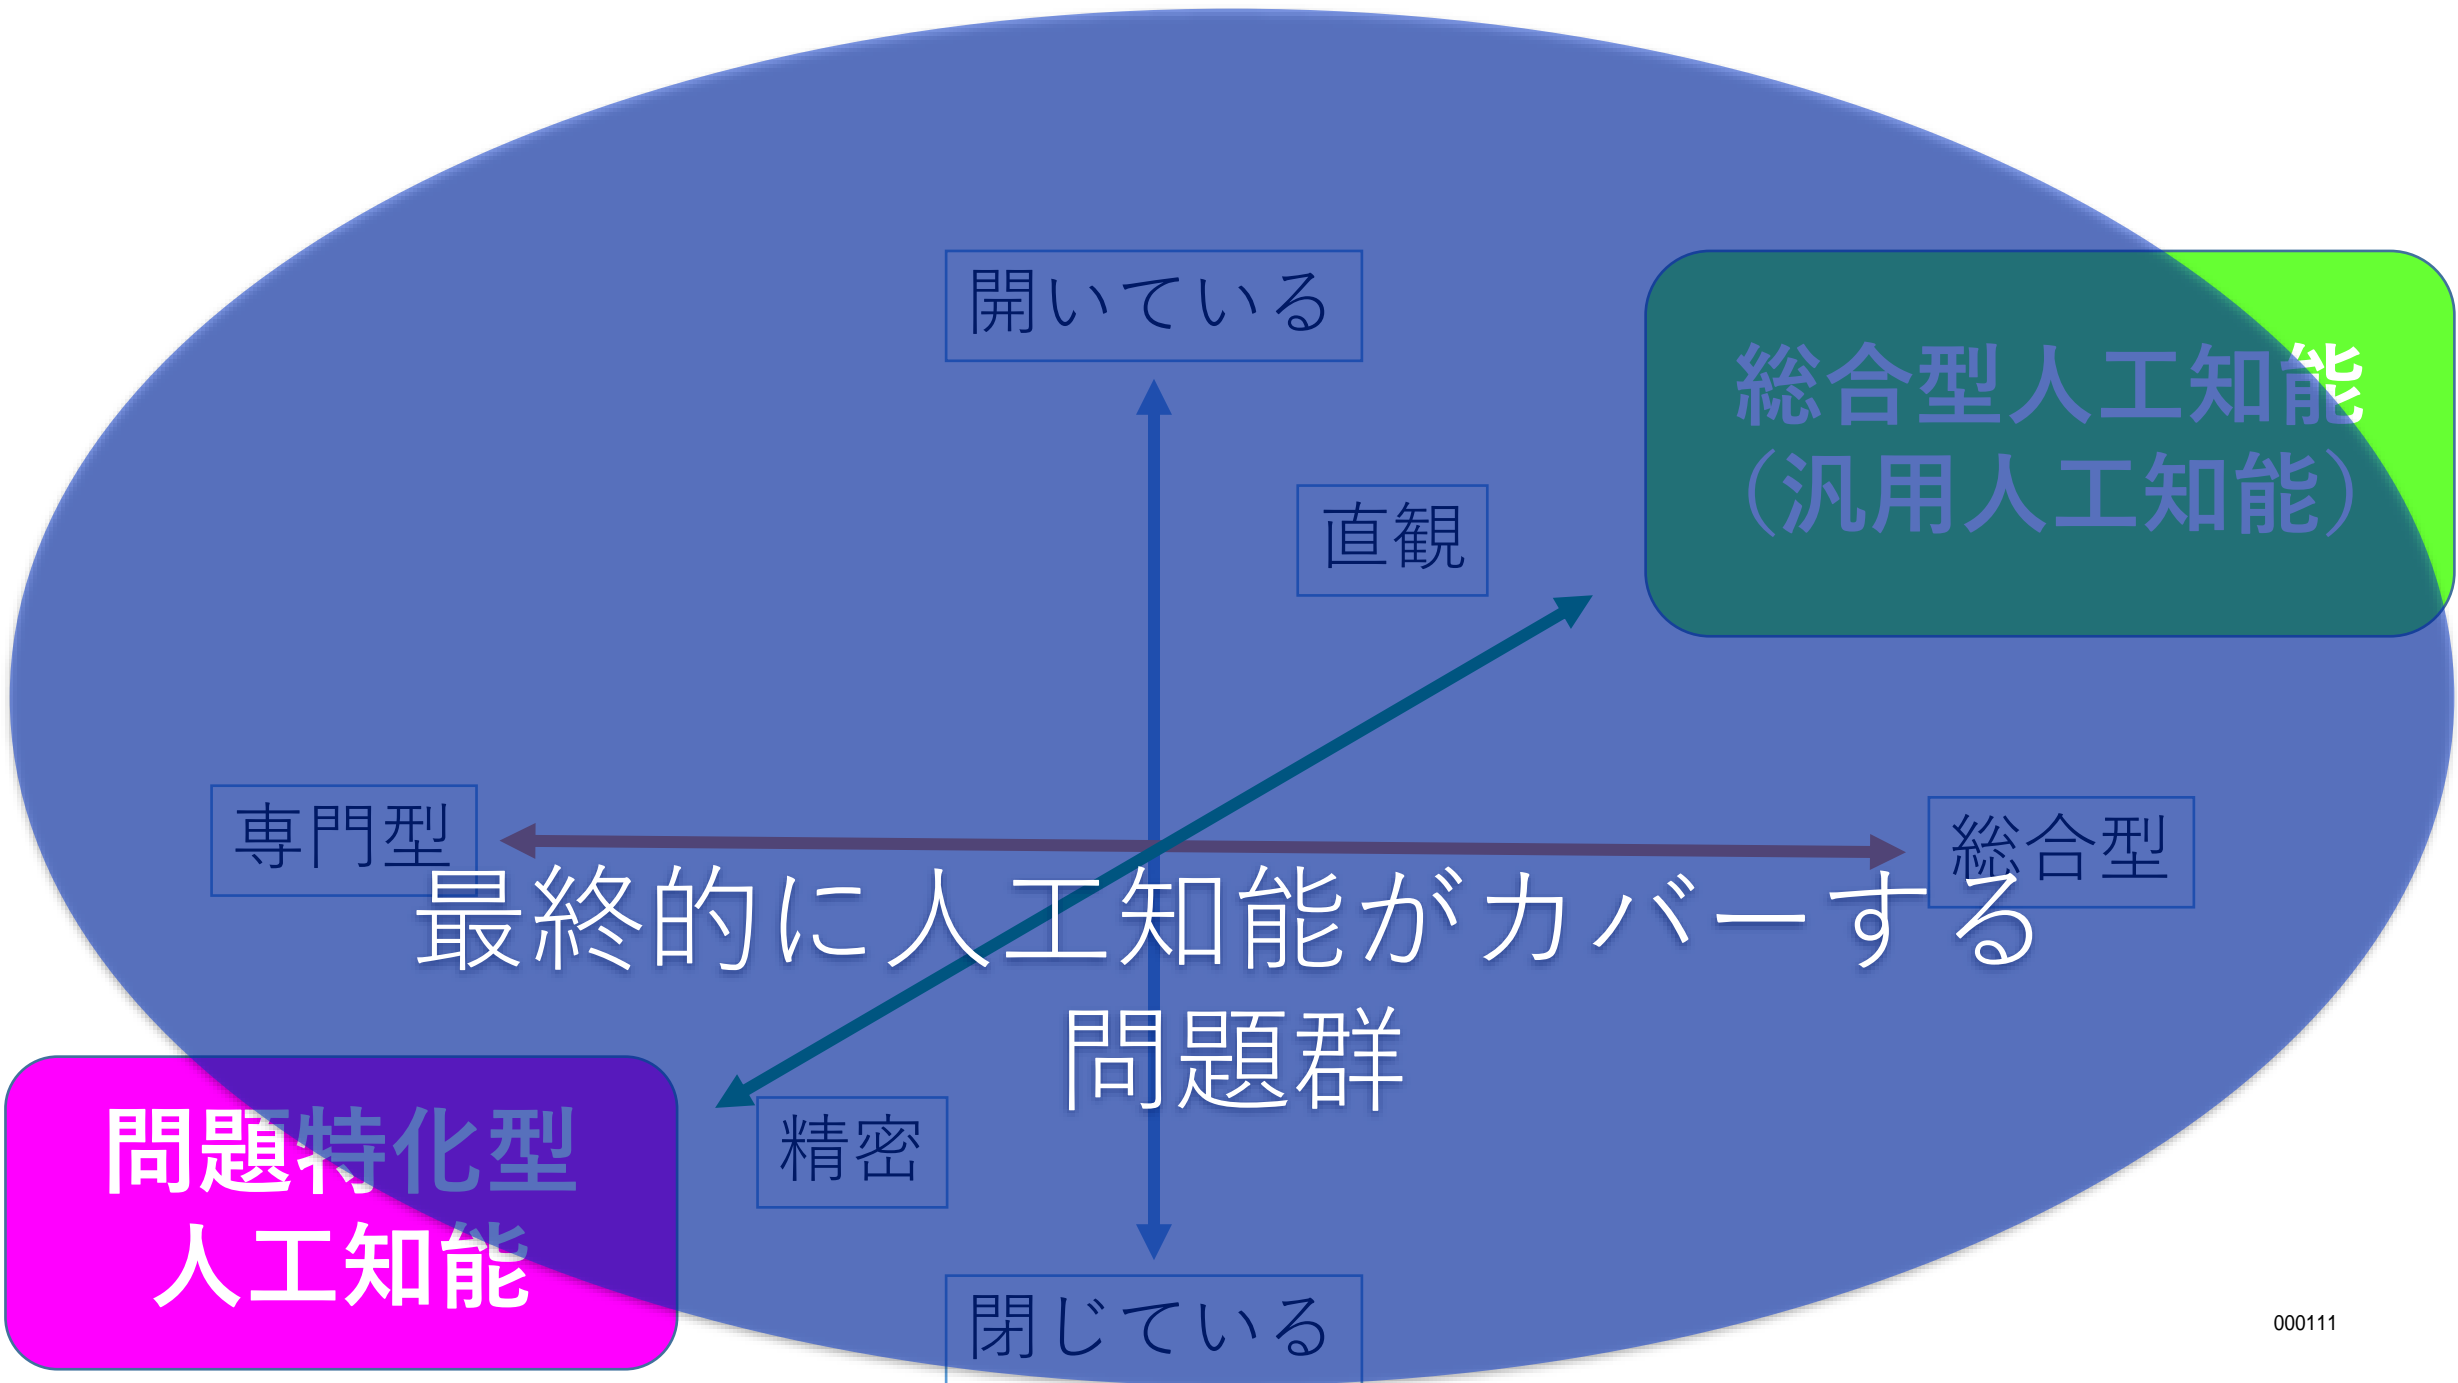 開いている
総合型人工知能
（汎用人工知能）
直観
専門型
総合型
最終的に人工知能がカバーする
問題群
問題特化型
人工知能
精密
閉じている
000111